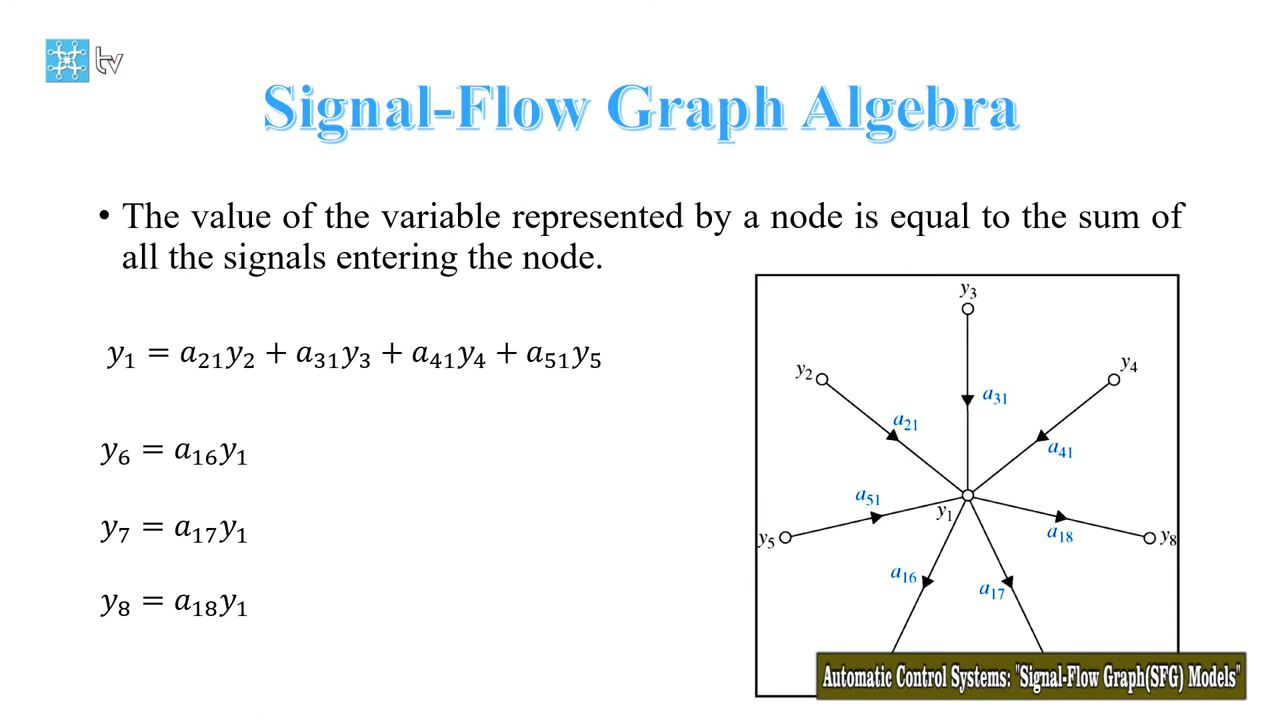 tv
Signal-Flow Graph Algebra
• The value of the variable represented by a node is equal to the sum of
all the signals entering the node.
y₁ = a₂₁y₂ + a₃₁y₃ + a₄₁y₄ + a₅₁y₅
y₆ = a₁₆y₁
y₇ = a₁₇y₁
y₈ = a₁₈y₁
y₃
y₂
y₄
a₃₁
a₂₁
a₄₁
a₅₁
y₁
y₅
a₁₈
y₈
a₁₆
a₁₇
Automatic Control Systems: "Signal-Flow Graph(SFG) Models"